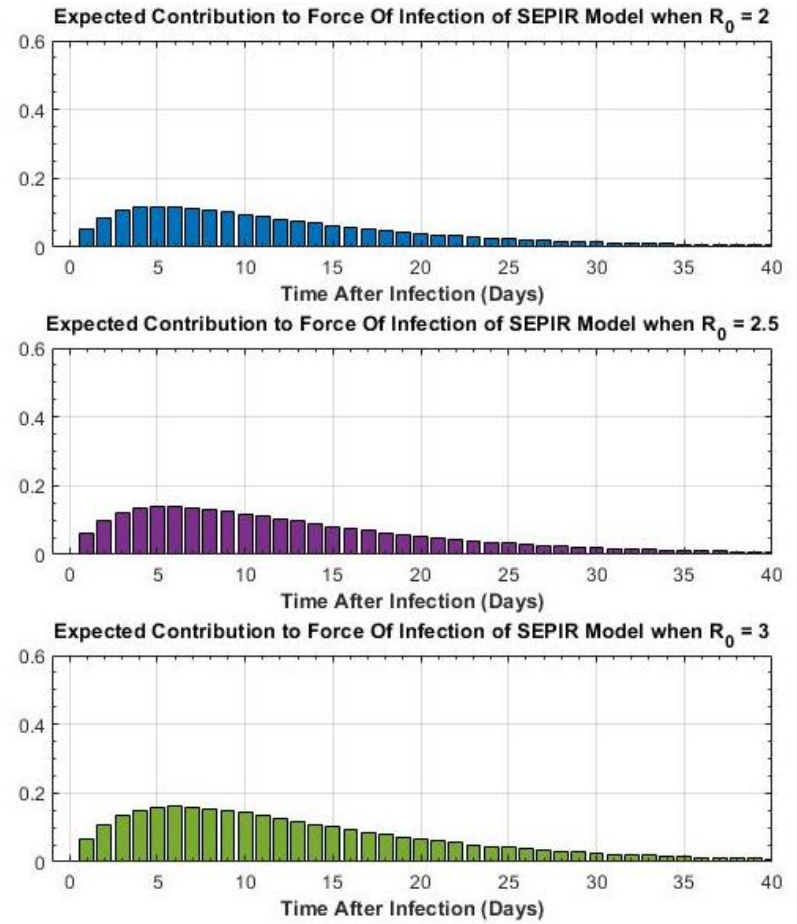 Expected Contribution to Force Of Infection of SEPIR Model when R0 = 2
0.6
0.4
0.2
0
0 5 10 15 20 25 30 35 40
Time After Infection (Days)
Expected Contribution to Force Of Infection of SEPIR Model when R0 = 2.5
0.6
0.4
0.2
0
0 5 10 15 20 25 30 35 40
Time After Infection (Days)
Expected Contribution to Force Of Infection of SEPIR Model when R0 = 3
0.6
0.4
0.2
0
0 5 10 15 20 25 30 35 40
Time After Infection (Days)